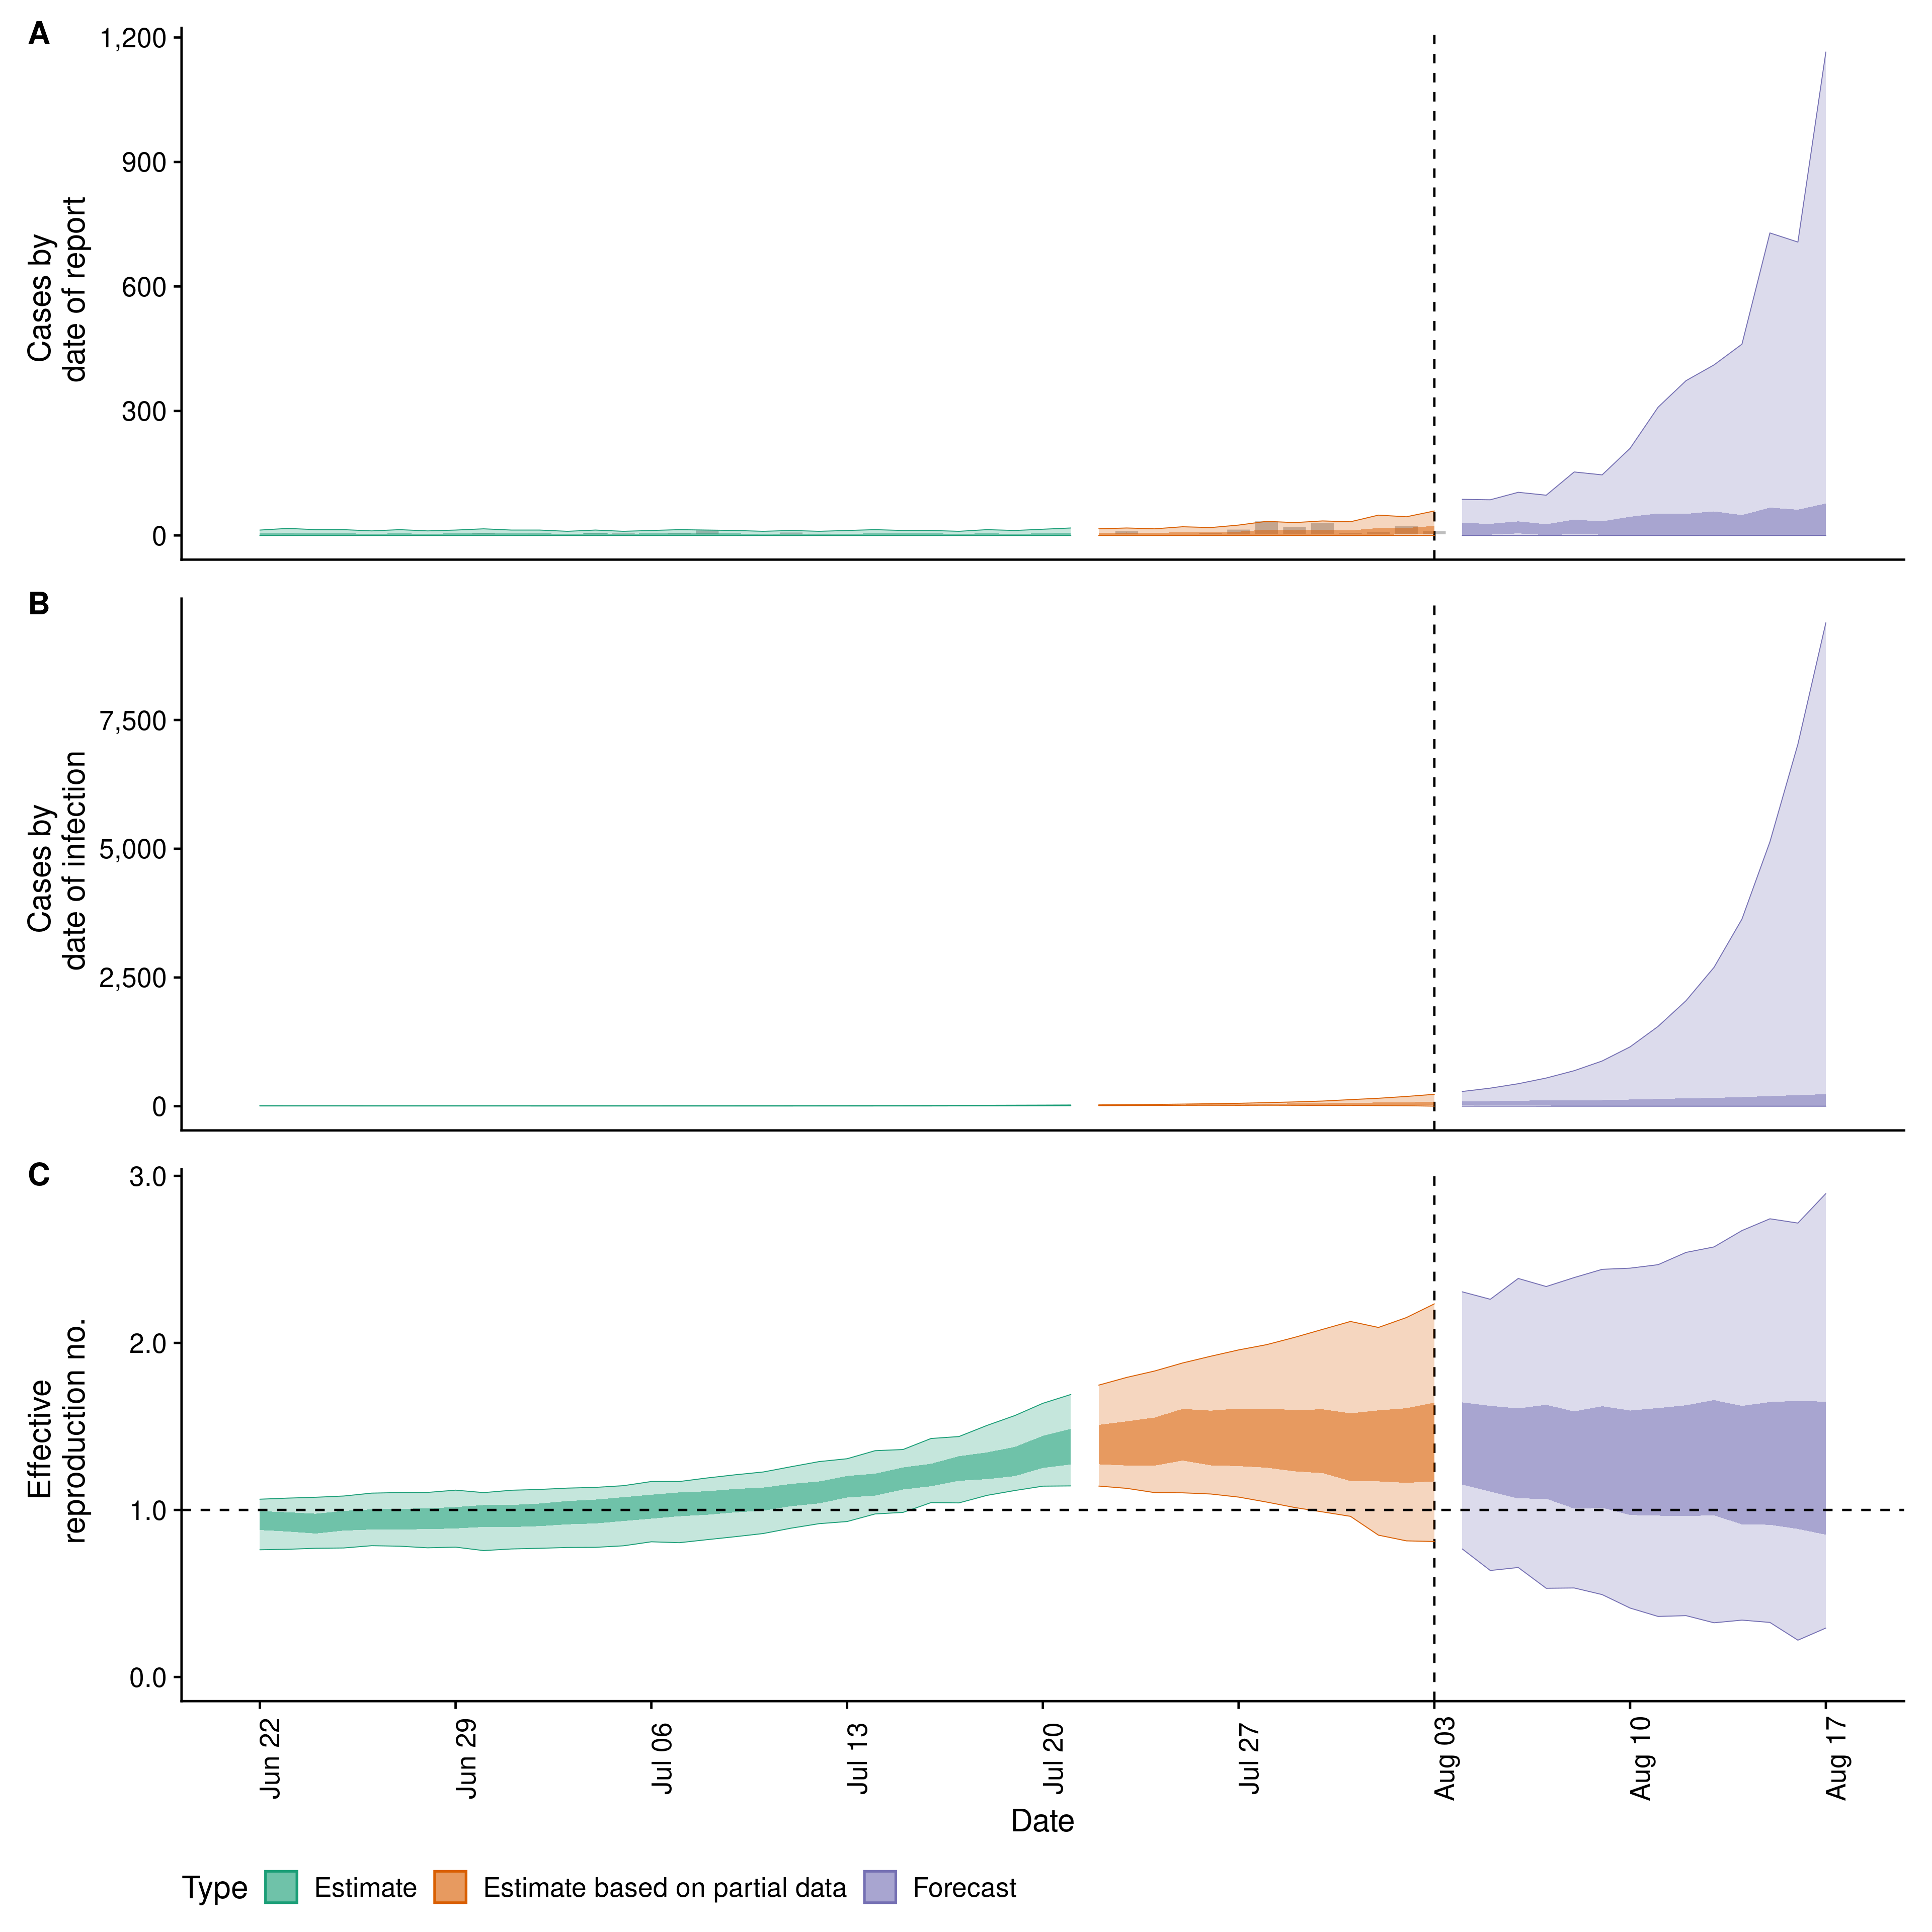 A
1,200
900
600
300
0
Cases by
date of report
B
7,500
5,000
2,500
0
Cases by
date of infection
C
3.0
2.0
1.0
0.0
Effective
reproduction no.
Jun 22
Jun 29
Jul 06
Jul 13
Jul 20
Jul 27
Aug 03
Aug 10
Aug 17
Date
Type Estimate Estimate based on partial data Forecast